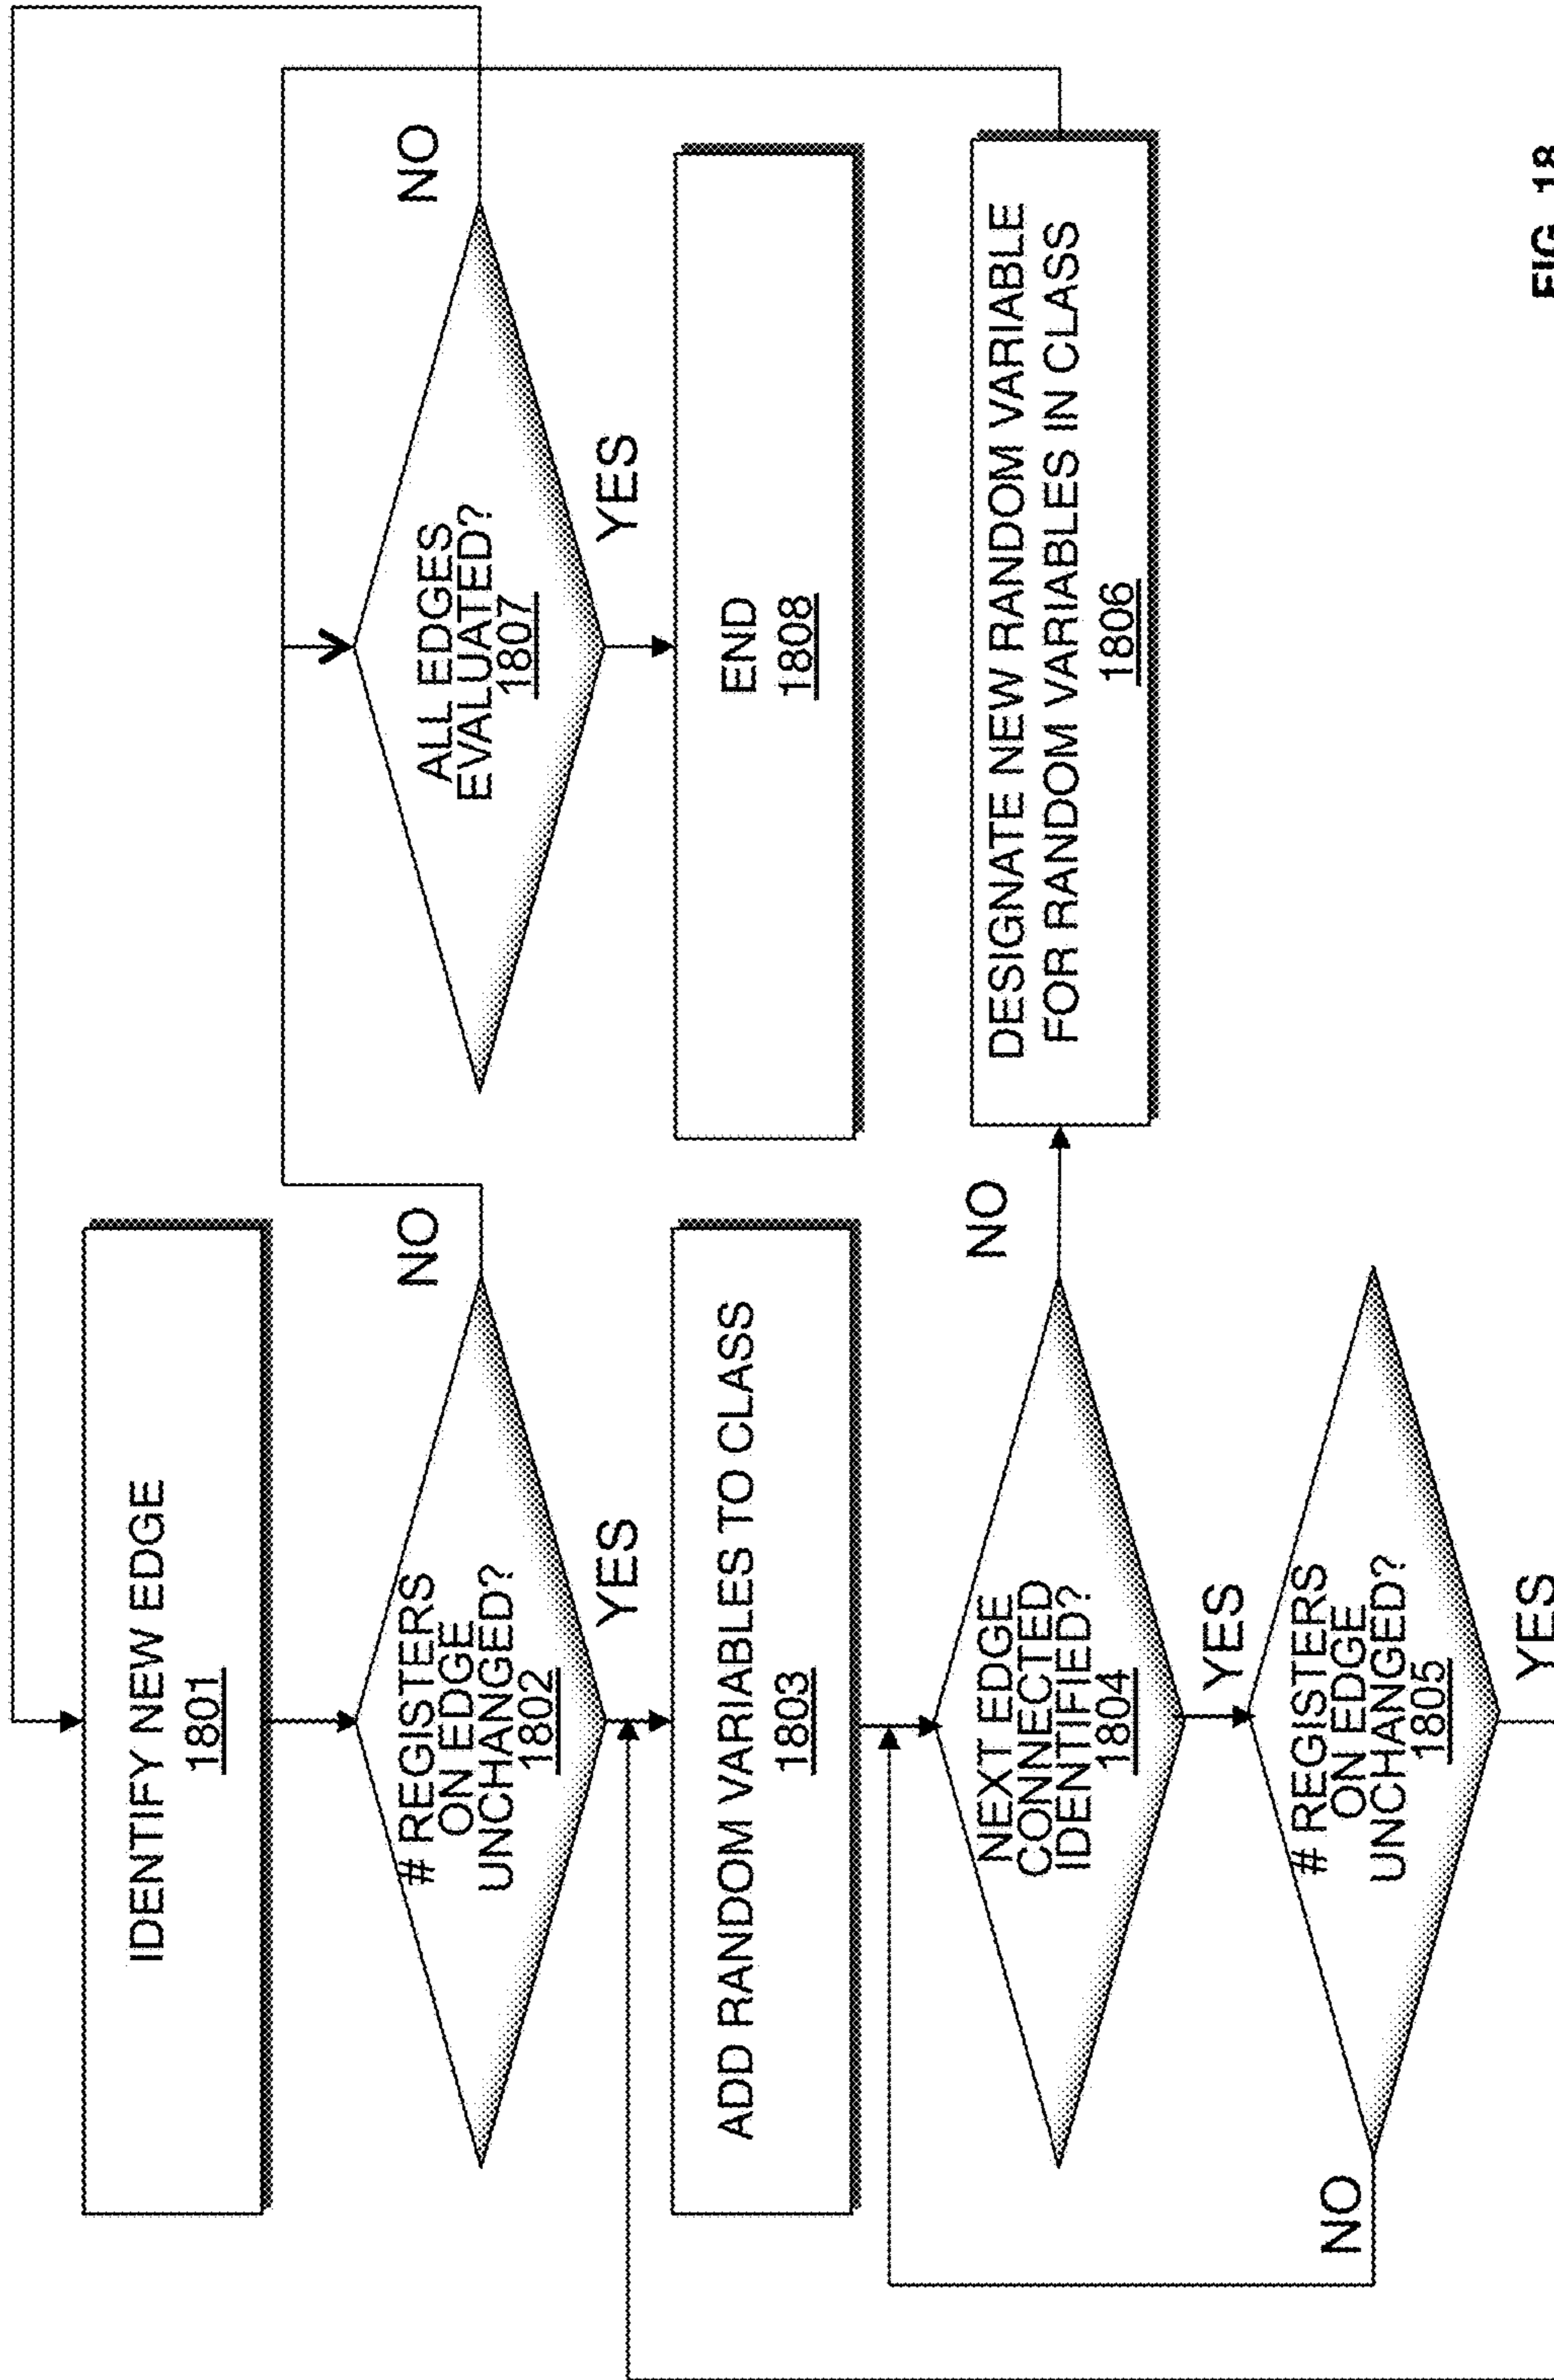 IDENTIFY NEW EDGE
1801
# REGISTERS
ON EDGE
UNCHANGED?
1802
NO
YES
ADD RANDOM VARIABLES TO CLASS
1803
NEXT EDGE
CONNECTED
IDENTIFIED?
1804
NO
YES
# REGISTERS
ON EDGE
UNCHANGED?
1805
NO
YES
DESIGNATE NEW RANDOM VARIABLE
FOR RANDOM VARIABLES IN CLASS
1806
ALL EDGES
EVALUATED?
1807
NO
YES
END
1808
FIG. 18